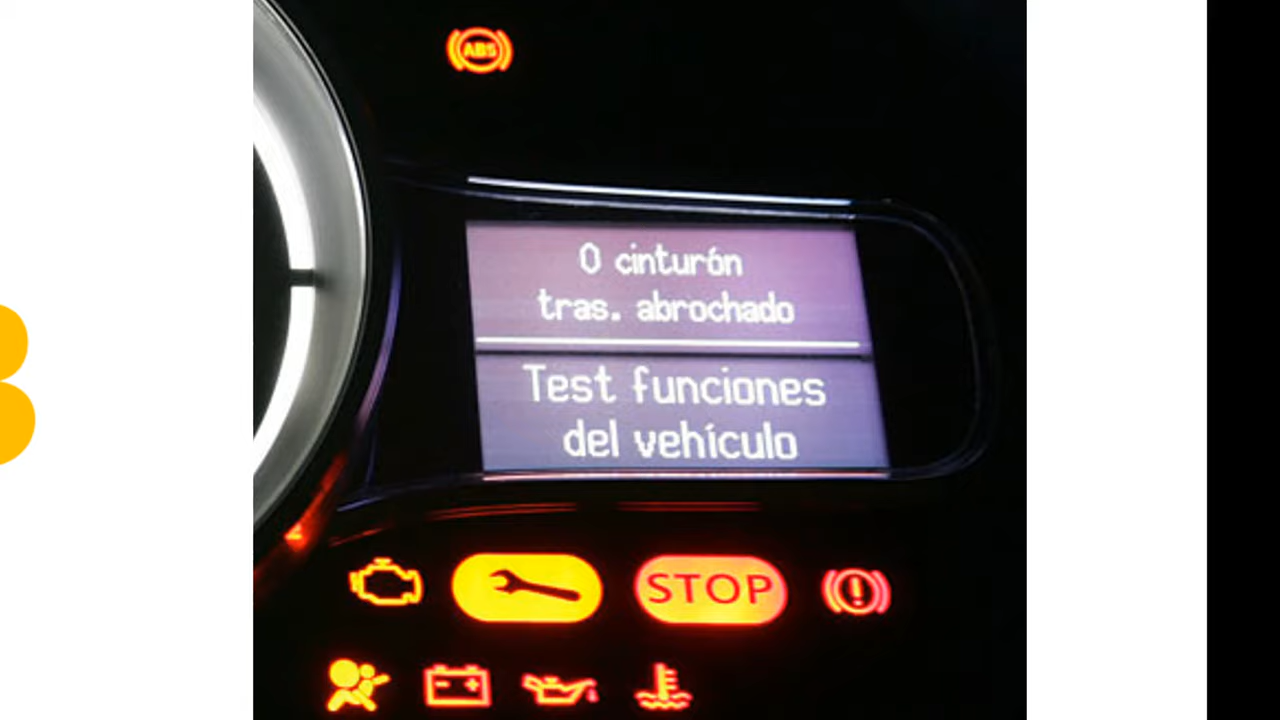 ABS
0 cinturón
tras. abrochado
Test funciones
del vehículo
STOP